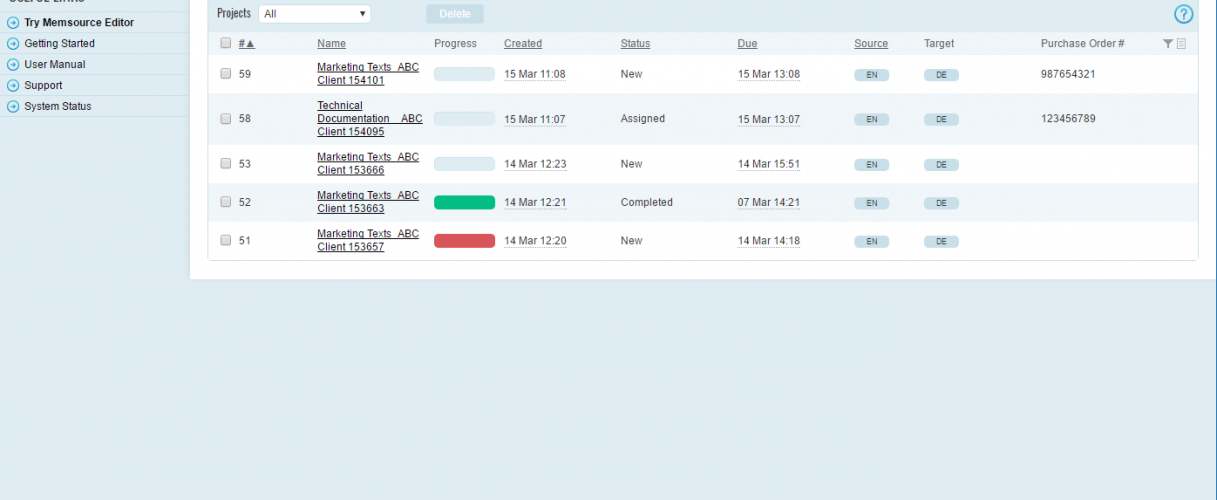 USEFUL LINKS
Try Memsource Editor
Getting Started
User Manual
Support
System Status
Projects All Delete
#▲ Name Progress Created Status Due Source Target Purchase Order #
59 Marketing Texts_ABC Client 154101 15 Mar 11:08 New 15 Mar 13:08 EN DE 987654321
58 Technical Documentation _ ABC Client 154095 15 Mar 11:07 Assigned 15 Mar 13:07 EN DE 123456789
53 Marketing Texts_ABC Client 153666 14 Mar 12:23 New 14 Mar 15:51 EN DE
52 Marketing Texts_ABC Client 153663 14 Mar 12:21 Completed 07 Mar 14:21 EN DE
51 Marketing Texts_ABC Client 153657 14 Mar 12:20 New 14 Mar 14:18 EN DE